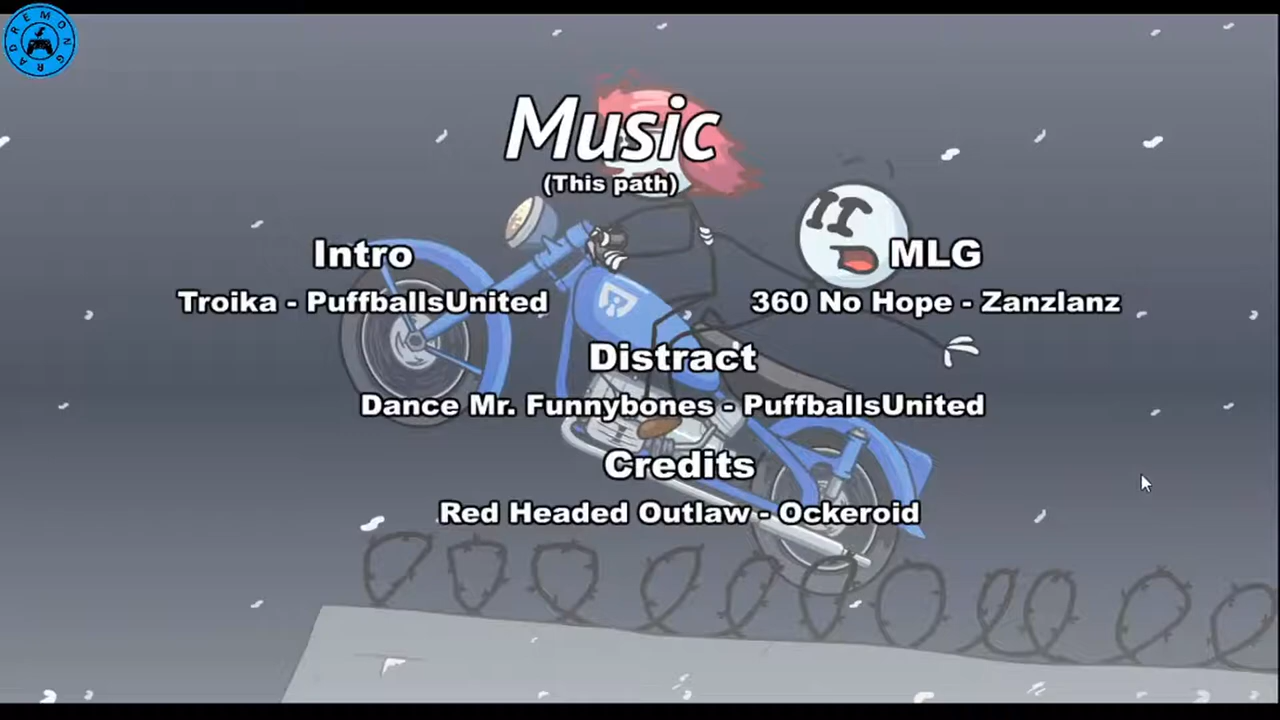 DREMONGRAD
Music
(This path)
Intro
Troika - PuffballsUnited
MLG
360 No Hope - Zanzlanz
Distract
Dance Mr. Funnybones - PuffballsUnited
Credits
Red Headed Outlaw - Ockeroid